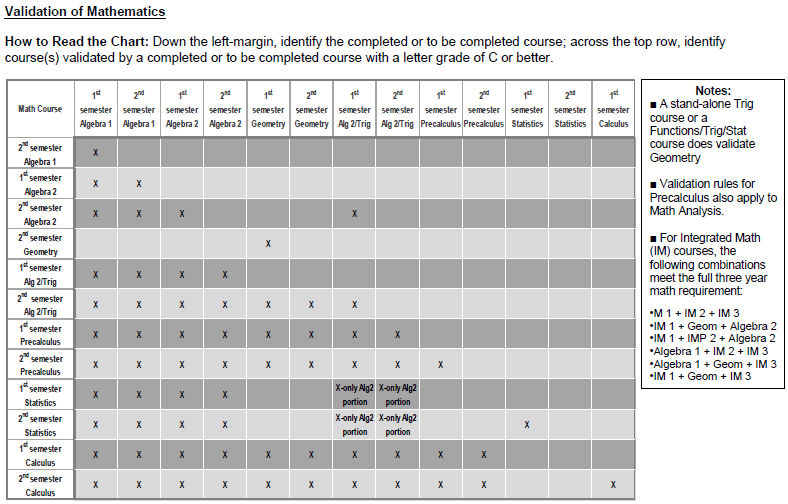 Validation of Mathematics
How to Read the Chart: Down the left-margin, identify the completed or to be completed course; across the top row, identify
course(s) validated by a completed or to be completed course with a letter grade of C or better.
Math Course | 1st semester Algebra 1 | 2nd semester Algebra 1 | 1st semester Algebra 2 | 2nd semester Algebra 2 | 1st semester Geometry | 2nd semester Geometry | 1st semester Alg 2/Trig | 2nd semester Alg 2/Trig | 1st semester Precalculus | 2nd semester Precalculus | 1st semester Statistics | 2nd semester Statistics | 1st semester Calculus
2nd semester Algebra 1 | X | | | | | | | | | | | |
1st semester Algebra 2 | X | X | | | | | | | | | | |
2nd semester Algebra 2 | X | X | X | | | | X | | | | | |
2nd semester Geometry | | | | | X | | | | | | | |
1st semester Alg 2/Trig | X | X | X | X | | | | | | | | |
2nd semester Alg 2/Trig | X | X | X | X | X | X | X | | | | | |
1st semester Precalculus | X | X | X | X | X | X | X | X | | | | |
2nd semester Precalculus | X | X | X | X | X | X | X | X | X | | | |
1st semester Statistics | X | X | X | X | | | X-only Alg2 portion | X-only Alg2 portion | | | | |
2nd semester Statistics | X | X | X | X | | | X-only Alg2 portion | X-only Alg2 portion | | | X | |
1st semester Calculus | X | X | X | X | X | X | X | X | X | X | | |
2nd semester Calculus | X | X | X | X | X | X | X | X | X | X | | | X
Notes:
■ A stand-alone Trig
course or a
Functions/Trig/Stat
course does validate
Geometry
■ Validation rules for
Precalculus also apply to
Math Analysis.
■ For Integrated Math
(IM) courses, the
following combinations
meet the full three year
math requirement:
•M 1 + IM 2 + IM 3
•IM 1 + Geom + Algebra 2
•IM 1 + IMP 2 + Algebra 2
•Algebra 1 + IM 2 + IM 3
•Algebra 1 + Geom + IM 3
•IM 1 + Geom + IM 3